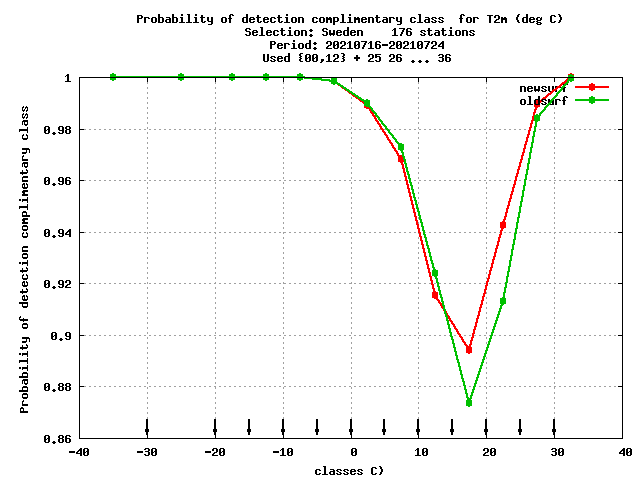 Probability of detection complimentary class  for T2m (deg C)
Selection: Sweden    176 stations
Period: 20210716-20210724
Used {00,12} + 25 26 ... 36
newsurf
oldsurf
Probability of detection complimentary class
1
0.98
0.96
0.94
0.92
0.9
0.88
0.86
-40 -30 -20 -10 0 10 20 30 40
classes C)